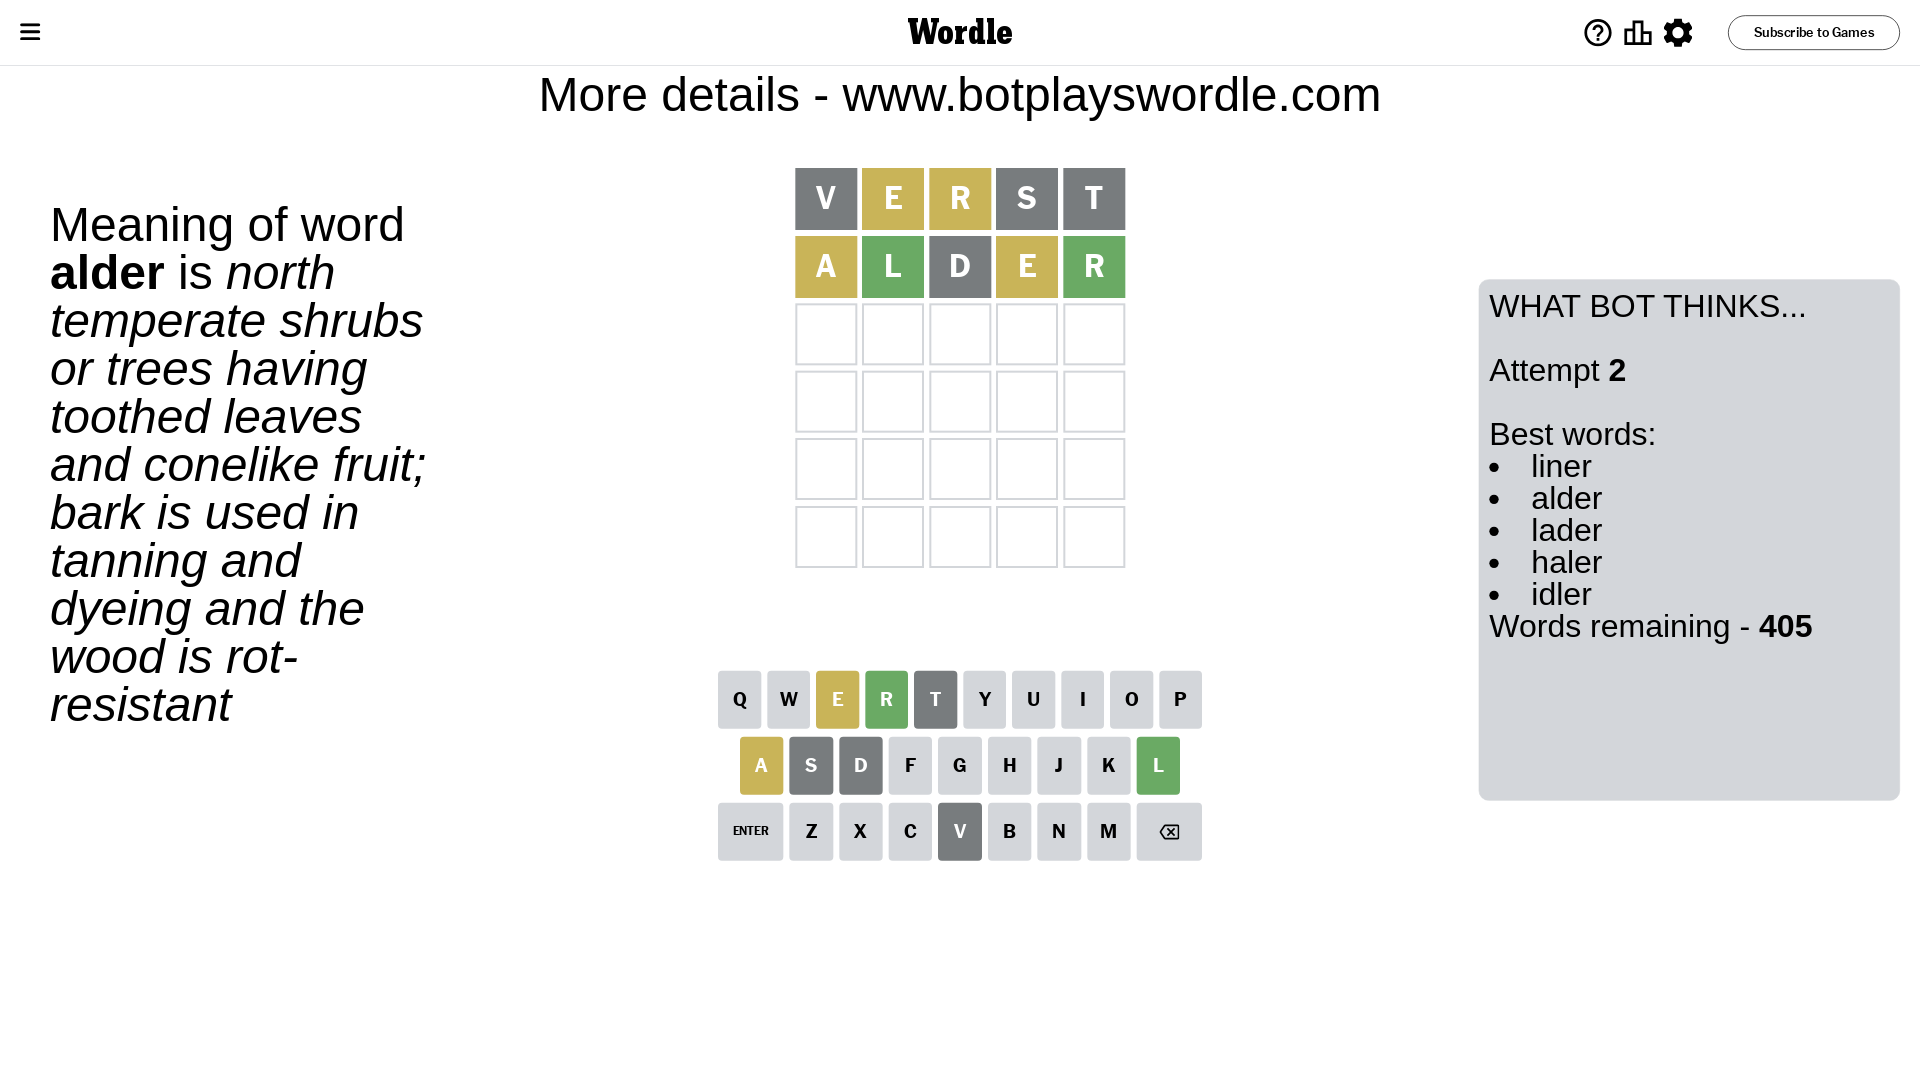 Wordle
Subscribe to Games
More details - www.botplayswordle.com
Meaning of word
alder is north
temperate shrubs
or trees having
toothed leaves
and conelike fruit;
bark is used in
tanning and
dyeing and the
wood is rot-
resistant
V E R S T
A L D E R
WHAT BOT THINKS...
Attempt 2
Best words:
• liner
• alder
• lader
• haler
• idler
Words remaining - 405
Q W E R T Y U I O P
A S D F G H J K L
ENTER Z X C V B N M